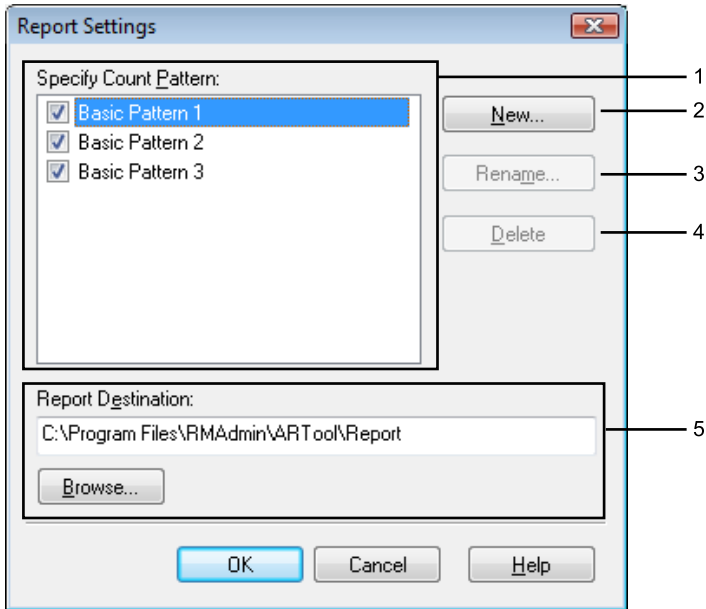 Report Settings
Specify Count Pattern:
1
Basic Pattern 1
New...
2
Basic Pattern 2
Basic Pattern 3
Rename...
3
Delete
4
Report Destination:
C:\Program Files\RMAdmin\ARTool\Report
5
Browse...
OK
Cancel
Help